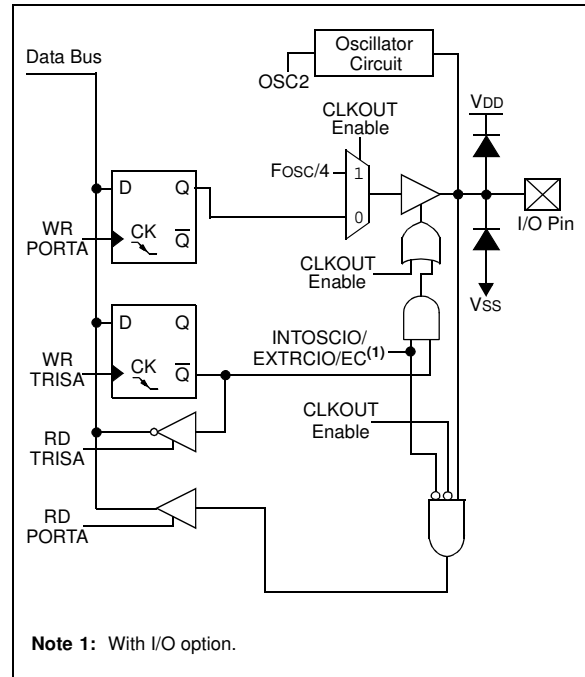 Data Bus
Oscillator
Circuit
OSC2
VDD
CLKOUT
Enable
FOSC/4
1
0
D
Q
CK
Q̅
WR
PORTA
I/O Pin
VSS
CLKOUT
Enable
D
Q
CK
Q̅
WR
TRISA
INTOSCIO/
EXTRCIO/EC(1)
CLKOUT
Enable
RD
TRISA
RD
PORTA
Note 1: With I/O option.